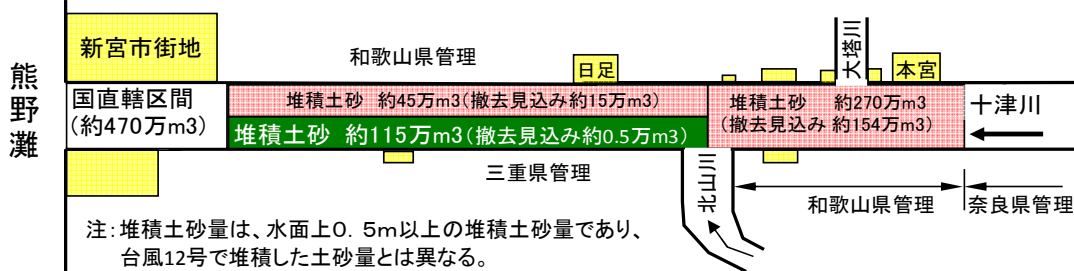 熊野灘
新宮市街地
和歌山県管理
日足
大塔川
本宮
国直轄区間
(約470万m3)
堆積土砂 約45万m3(撤去見込み約15万m3)
堆積土砂 約115万m3(撤去見込み約0.5万m3)
堆積土砂 約270万m3
(撤去見込み 約154万m3)
十津川
三重県管理
北山川
和歌山県管理
奈良県管理
注:堆積土砂量は、水面上0.5m以上の堆積土砂量であり、
台風12号で堆積した土砂量とは異なる。